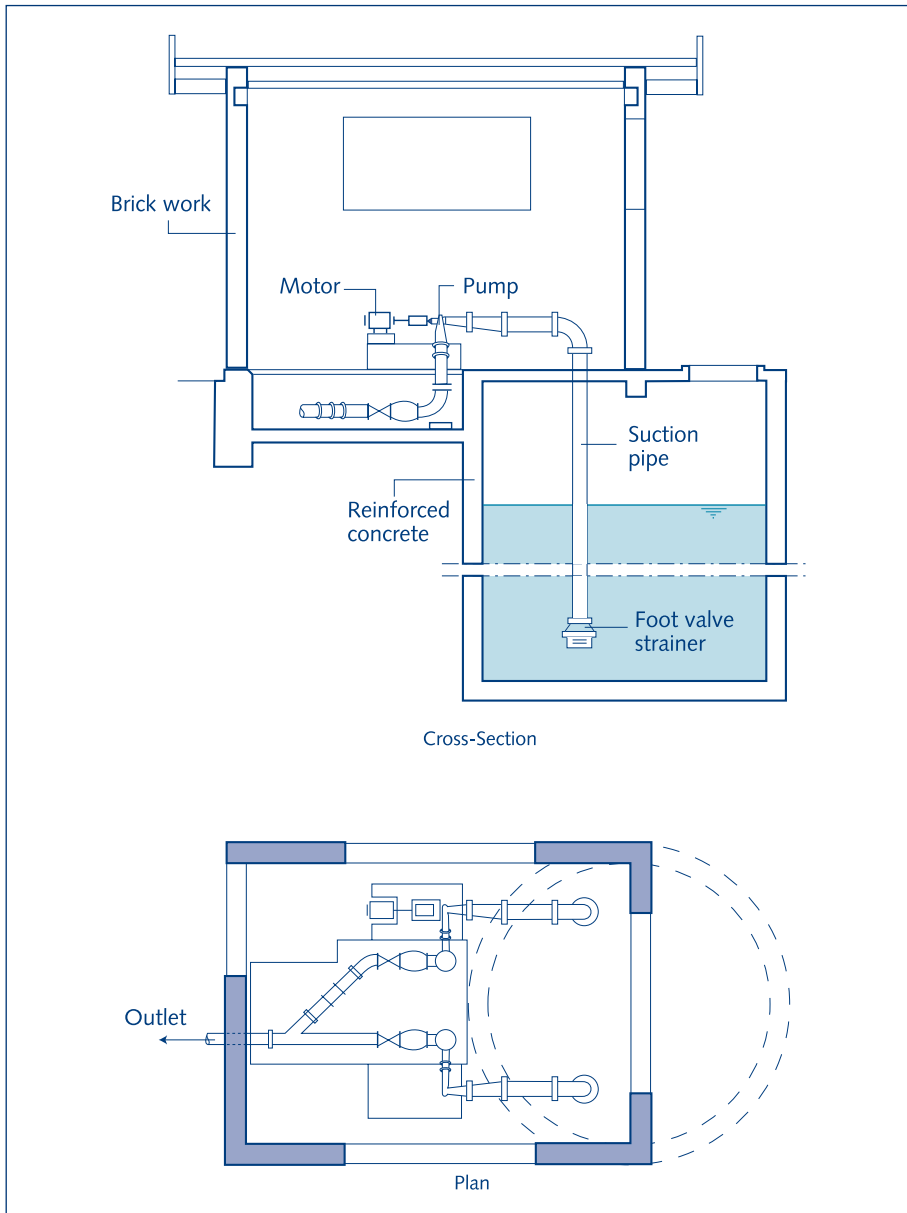 Brick work
Motor
Pump
Suction
pipe
Reinforced
concrete
Foot valve
strainer
Cross-Section
Outlet
Plan